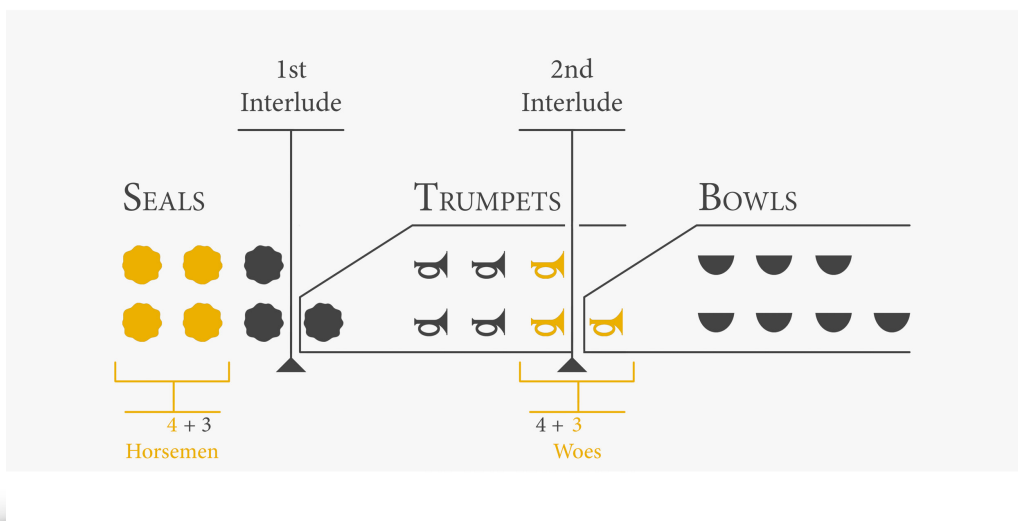 1st
Interlude
2nd
Interlude
SEALS
TRUMPETS
BOWLS
4 + 3
Horsemen
4 + 3
Woes